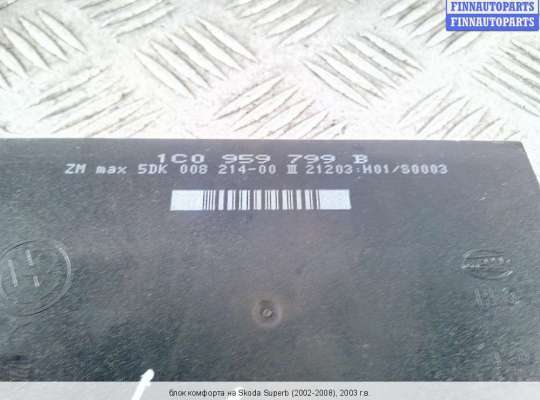 FINNAUTOPARTS
FINNAUTOPARTS
1C0 959 799 B
ZM max 5DK 008 214-00 III 21203:H01/S0003
блок комфорта на Skoda Superb (2002-2008), 2003 г.в.